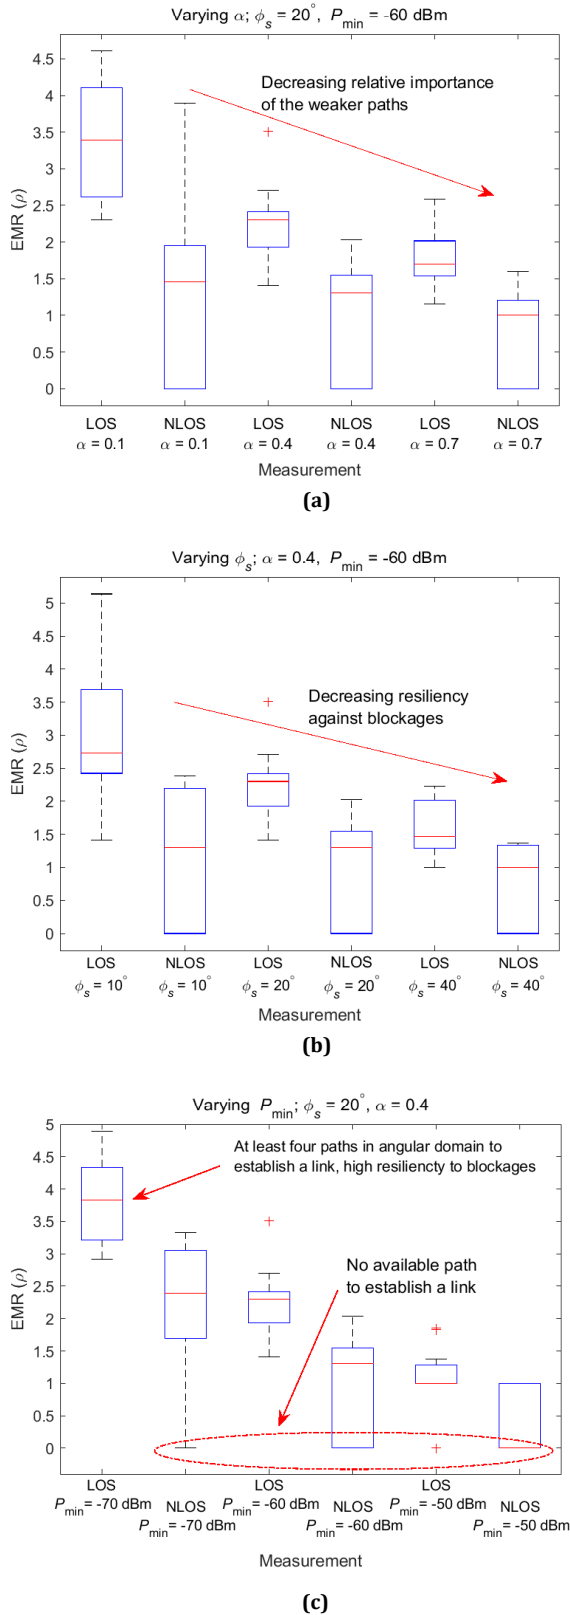 Varying α; ϕs = 20°, Pmin = -60 dBm
Decreasing relative importance
of the weaker paths
EMR (ρ)
4.5
4
3.5
3
2.5
2
1.5
1
0.5
0
LOS NLOS LOS NLOS LOS NLOS
α = 0.1 α = 0.1 α = 0.4 α = 0.4 α = 0.7 α = 0.7
Measurement
(a)
Varying ϕs; α = 0.4, Pmin = -60 dBm
Decreasing resiliency
against blockages
EMR (ρ)
5
4.5
4
3.5
3
2.5
2
1.5
1
0.5
0
LOS NLOS LOS NLOS LOS NLOS
ϕs = 10° ϕs = 10° ϕs = 20° ϕs = 20° ϕs = 40° ϕs = 40°
Measurement
(b)
Varying Pmin; ϕs = 20°, α = 0.4
At least four paths in angular domain to
establish a link, high resiliencty to blockages
No available path
to establish a link
EMR (ρ)
5
4.5
4
3.5
3
2.5
2
1.5
1
0.5
0
LOS LOS LOS
Pmin= -70 dBm NLOS Pmin= -60 dBm NLOS Pmin= -50 dBm NLOS
Pmin= -70 dBm Pmin= -60 dBm Pmin= -50 dBm
Measurement
(c)